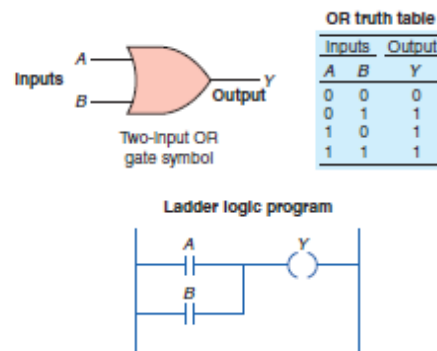 OR truth table
Inputs Output
A B Y
0 0 0
0 1 1
1 0 1
1 1 1
A
Inputs
B
Y
Output
Two-input OR
gate symbol
Ladder logic program
A Y
B